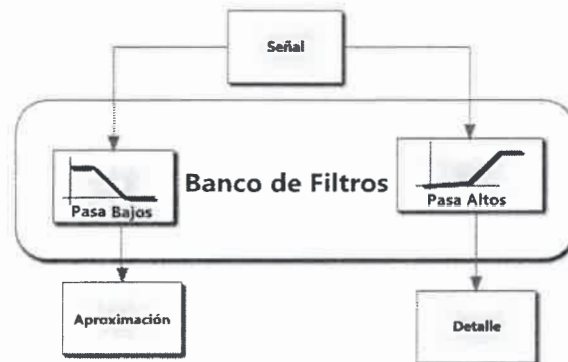 Señal
Banco de Filtros
Pasa Bajos
Pasa Altos
Aproximación
Detalle